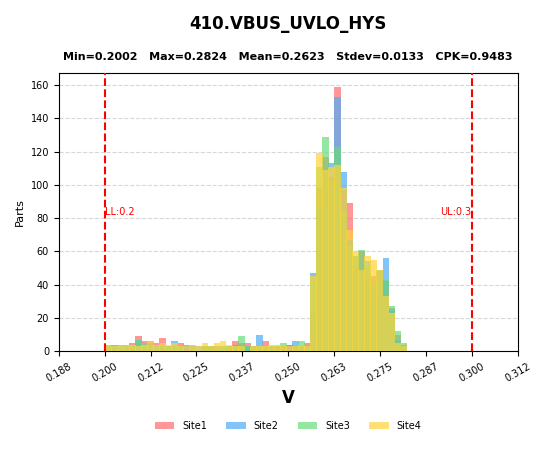 410.VBUS_UVLO_HYS
Min=0.2002 Max=0.2824 Mean=0.2623 Stdev=0.0133 CPK=0.9483
Parts
160
140
120
100
80
60
40
20
0
LL:0.2
UL:0.3
0.188 0.200 0.212 0.225 0.237 0.250 0.263 0.275 0.287 0.300 0.312
V
Site1 Site2 Site3 Site4